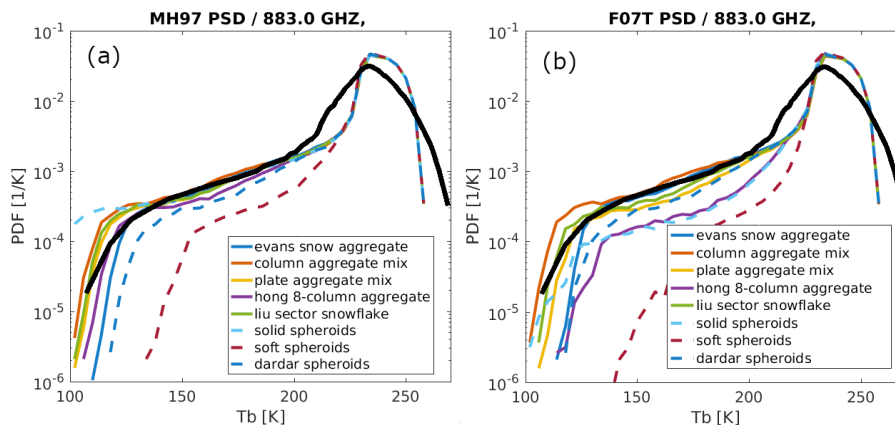 MH97 PSD / 883.0 GHZ,
(a)
PDF [1/K]
10^-1
10^-2
10^-3
10^-4
10^-5
10^-6
100
150
200
250
Tb [K]
evans snow aggregate
column aggregate mix
plate aggregate mix
hong 8-column aggregate
liu sector snowflake
solid spheroids
soft spheroids
dardar spheroids
F07T PSD / 883.0 GHZ,
(b)
PDF [1/K]
10^-1
10^-2
10^-3
10^-4
10^-5
10^-6
100
150
200
250
Tb [K]
evans snow aggregate
column aggregate mix
plate aggregate mix
hong 8-column aggregate
liu sector snowflake
solid spheroids
soft spheroids
dardar spheroids